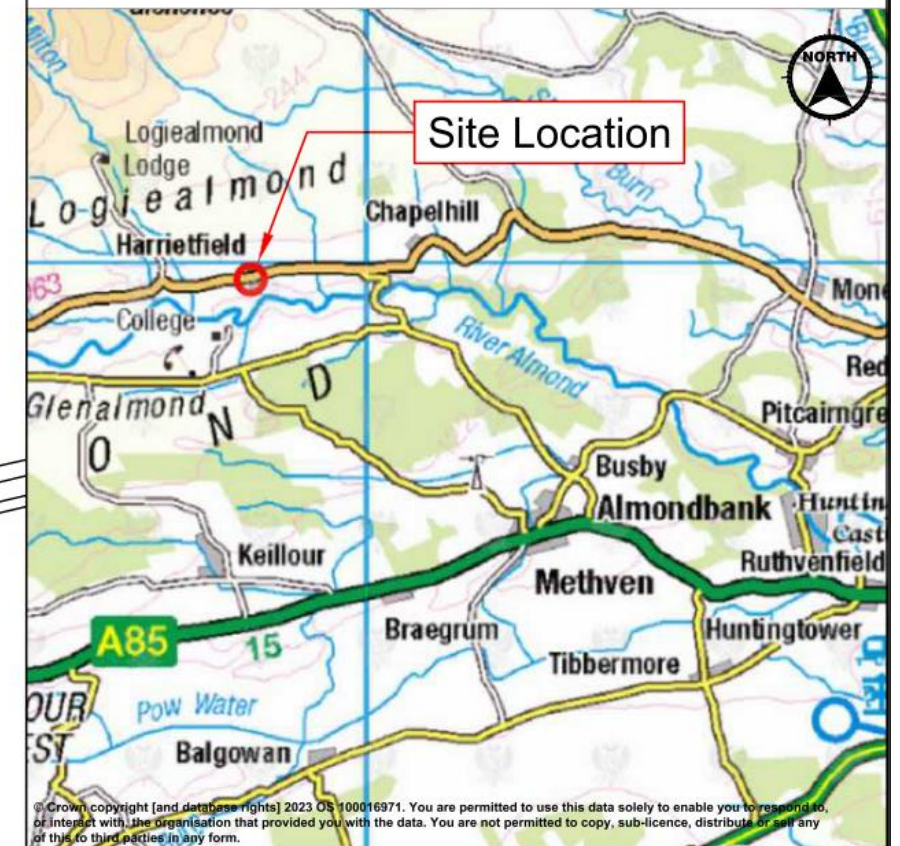 NORTH
Milton
244
Burn
Site Location
Logiealmond
Lodge
Logiealmond
Burn
Chapelhill
Harrietfield
College
River Almond
Glenalmond
O N D
Busby
Almondbank
Keillour
Ruthvenfield
Methven
A85
15
Braegrum
Huntingtower
Tibbermore
Pow Water
Balgowan
© Crown copyright [and database rights] 2023 OS 100016971. You are permitted to use this data solely to enable you to respond to,
or interact with, the organisation that provided you with the data. You are not permitted to copy, sub-licence, distribute or sell any
of this to third parties in any form.